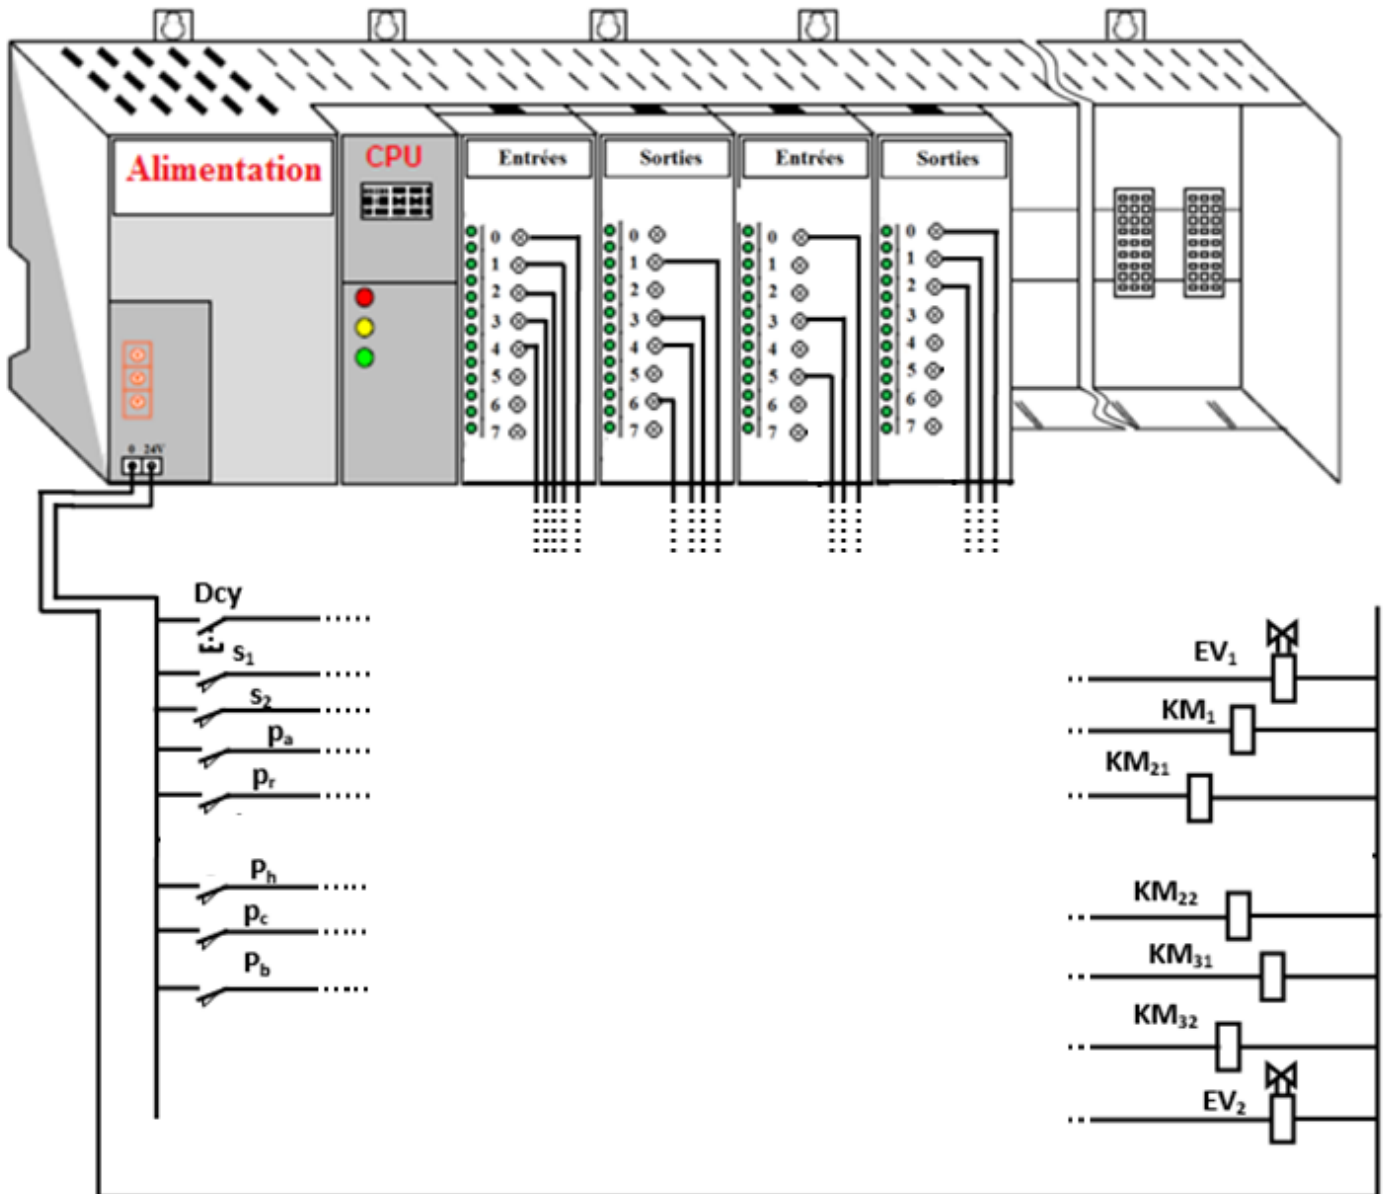 Alimentation
CPU
Entrées
Sorties
Entrées
Sorties
0 0 0 0
1 1 1 1
2 2 2 2
3 3 3 3
4 4 4 4
5 5 5 5
6 6 6 6
7 7 7 7
0 24V
Dcy
s₁
s₂
pₐ
pᵣ
Pₕ
p_c
P_b
EV₁
KM₁
KM₂₁
KM₂₂
KM₃₁
KM₃₂
EV₂